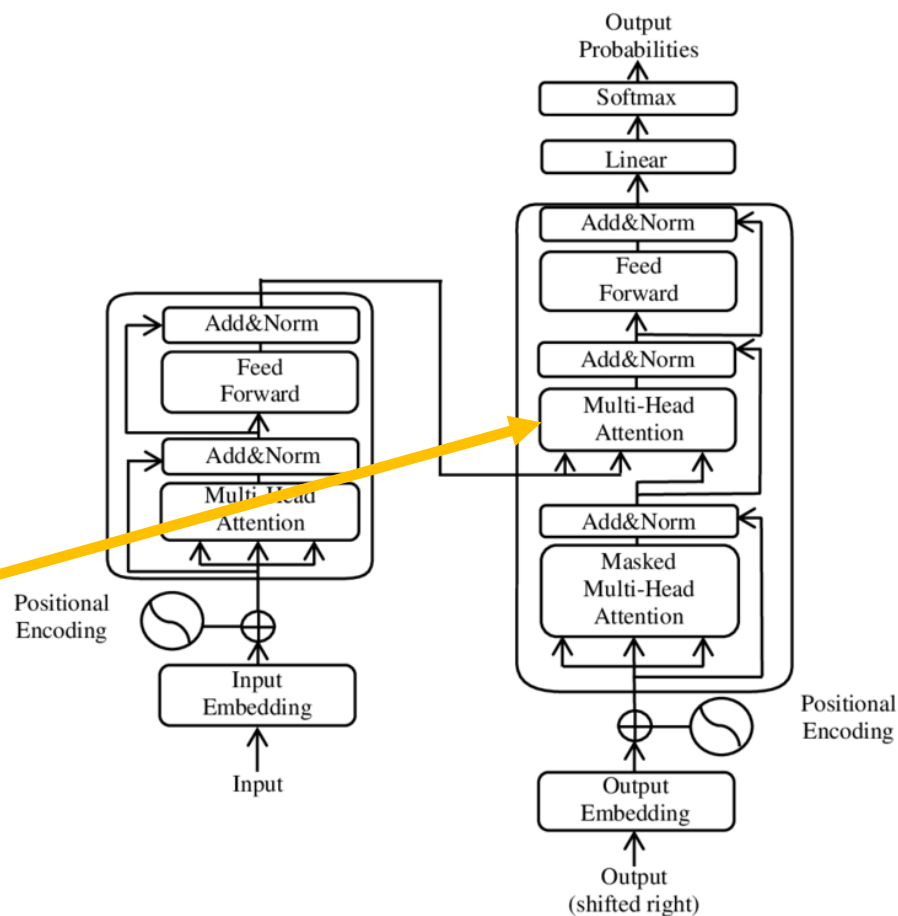 Output
Probabilities
Softmax
Linear
Add&Norm
Feed
Forward
Add&Norm
Multi-Head
Attention
Add&Norm
Masked
Multi-Head
Attention
Positional
Encoding
Output
Embedding
Output
(shifted right)
Add&Norm
Feed
Forward
Add&Norm
Multi-Head
Attention
Positional
Encoding
Input
Embedding
Input